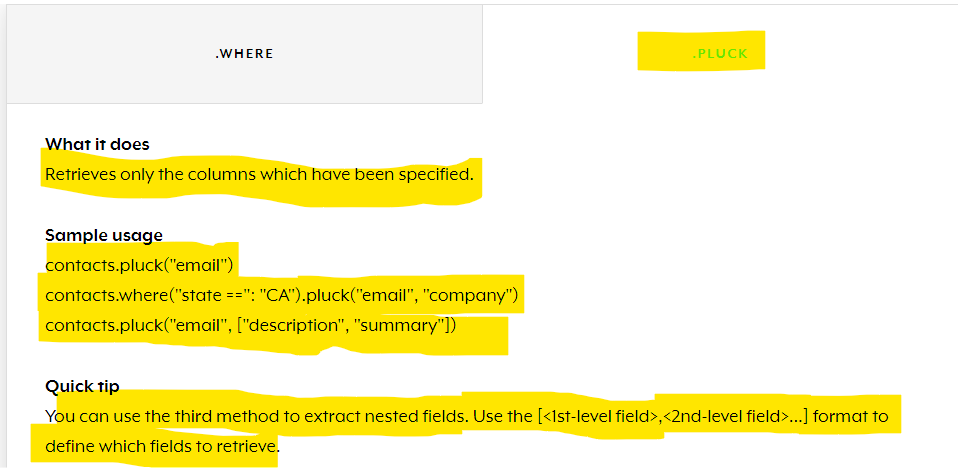 .WHERE
.PLUCK
What it does
Retrieves only the columns which have been specified.
Sample usage
contacts.pluck("email")
contacts.where("state ==": "CA").pluck("email", "company")
contacts.pluck("email", ["description", "summary"])
Quick tip
You can use the third method to extract nested fields. Use the [<1st-level field>,<2nd-level field>...] format to
define which fields to retrieve.